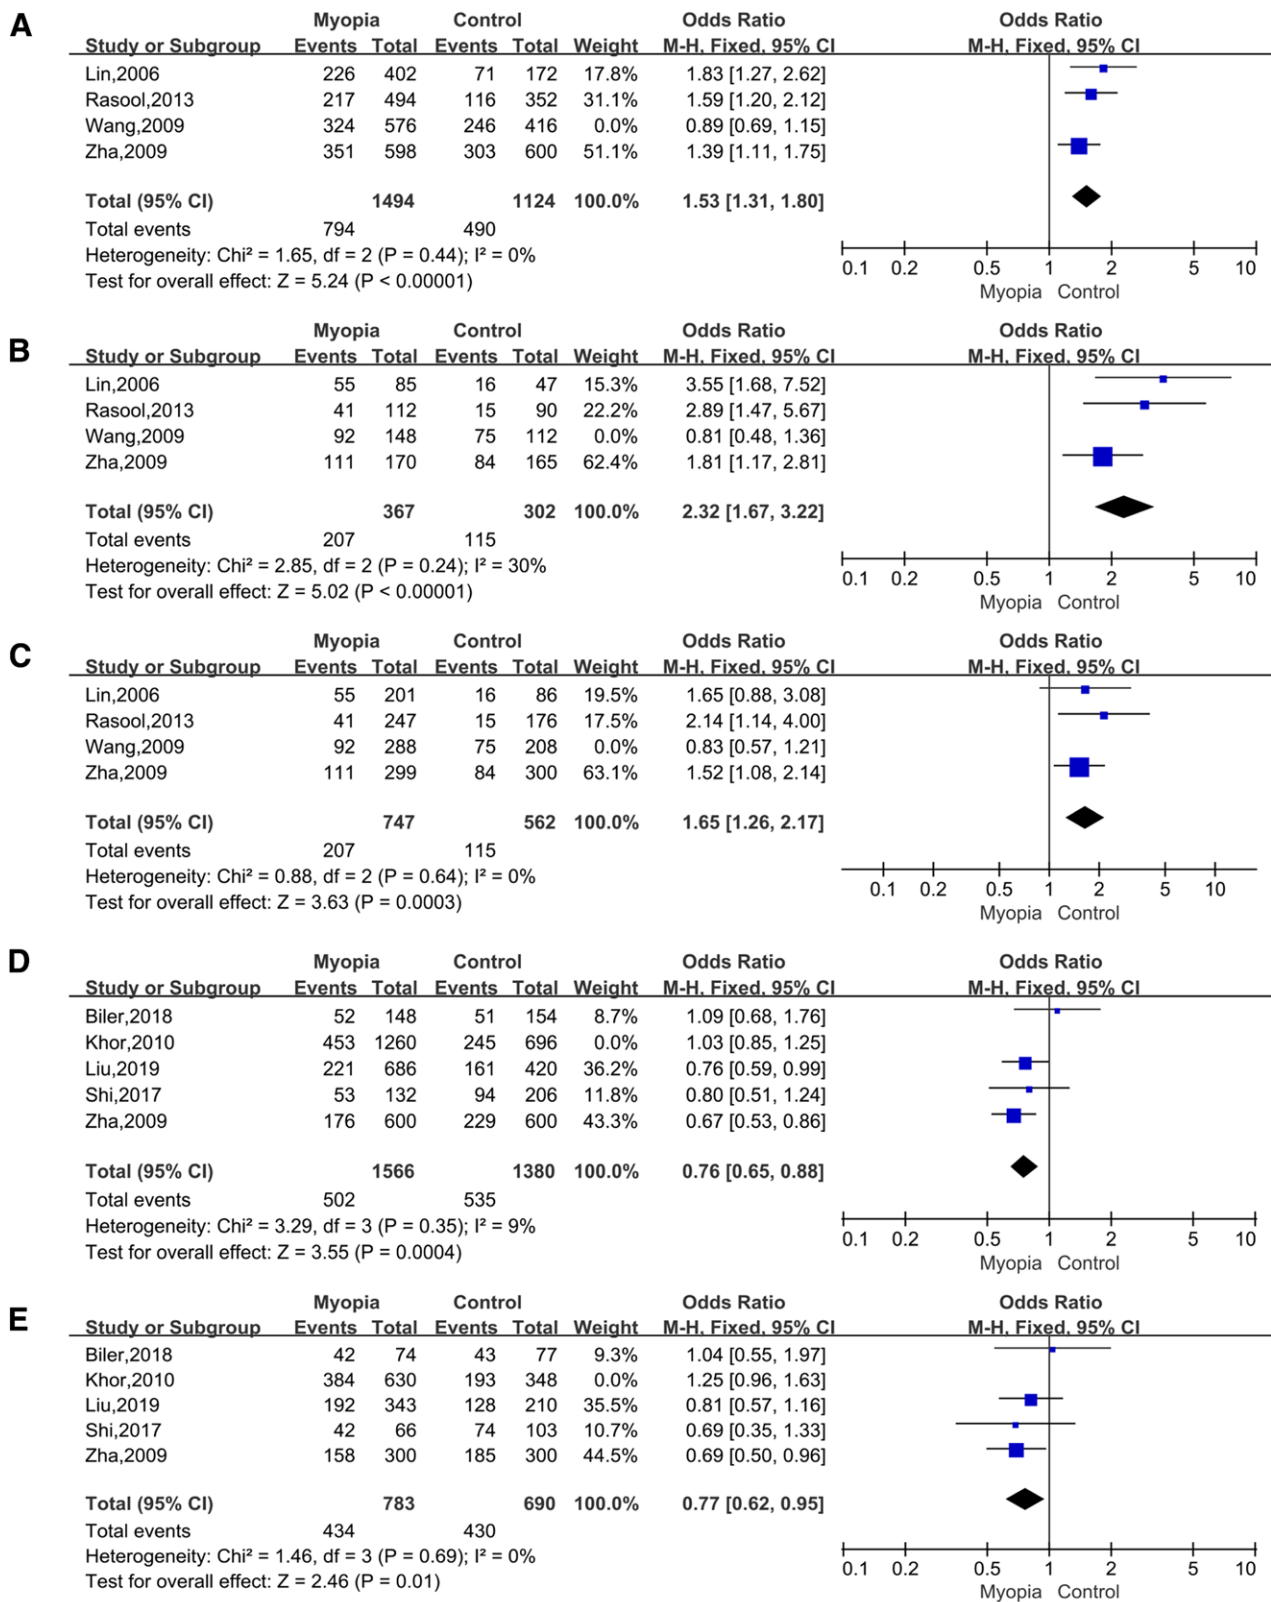 A
Myopia Control Odds Ratio Odds Ratio
Study or Subgroup Events Total Events Total Weight M-H, Fixed, 95% CI M-H, Fixed, 95% CI
Lin,2006 226 402 71 172 17.8% 1.83 [1.27, 2.62]
Rasool,2013 217 494 116 352 31.1% 1.59 [1.20, 2.12]
Wang,2009 324 576 246 416 0.0% 0.89 [0.69, 1.15]
Zha,2009 351 598 303 600 51.1% 1.39 [1.11, 1.75]
Total (95% CI) 1494 1124 100.0% 1.53 [1.31, 1.80]
Total events 794 490
Heterogeneity: Chi² = 1.65, df = 2 (P = 0.44); I² = 0%
Test for overall effect: Z = 5.24 (P < 0.00001)
0.1 0.2 0.5 1 2 5 10
Myopia Control
B
Myopia Control Odds Ratio Odds Ratio
Study or Subgroup Events Total Events Total Weight M-H, Fixed, 95% CI M-H, Fixed, 95% CI
Lin,2006 55 85 16 47 15.3% 3.55 [1.68, 7.52]
Rasool,2013 41 112 15 90 22.2% 2.89 [1.47, 5.67]
Wang,2009 92 148 75 112 0.0% 0.81 [0.48, 1.36]
Zha,2009 111 170 84 165 62.4% 1.81 [1.17, 2.81]
Total (95% CI) 367 302 100.0% 2.32 [1.67, 3.22]
Total events 207 115
Heterogeneity: Chi² = 2.85, df = 2 (P = 0.24); I² = 30%
Test for overall effect: Z = 5.02 (P < 0.00001)
0.1 0.2 0.5 1 2 5 10
Myopia Control
C
Myopia Control Odds Ratio Odds Ratio
Study or Subgroup Events Total Events Total Weight M-H, Fixed, 95% CI M-H, Fixed, 95% CI
Lin,2006 55 201 16 86 19.5% 1.65 [0.88, 3.08]
Rasool,2013 41 247 15 176 17.5% 2.14 [1.14, 4.00]
Wang,2009 92 288 75 208 0.0% 0.83 [0.57, 1.21]
Zha,2009 111 299 84 300 63.1% 1.52 [1.08, 2.14]
Total (95% CI) 747 562 100.0% 1.65 [1.26, 2.17]
Total events 207 115
Heterogeneity: Chi² = 0.88, df = 2 (P = 0.64); I² = 0%
Test for overall effect: Z = 3.63 (P = 0.0003)
0.1 0.2 0.5 1 2 5 10
Myopia Control
D
Myopia Control Odds Ratio Odds Ratio
Study or Subgroup Events Total Events Total Weight M-H, Fixed, 95% CI M-H, Fixed, 95% CI
Biler,2018 52 148 51 154 8.7% 1.09 [0.68, 1.76]
Khor,2010 453 1260 245 696 0.0% 1.03 [0.85, 1.25]
Liu,2019 221 686 161 420 36.2% 0.76 [0.59, 0.99]
Shi,2017 53 132 94 206 11.8% 0.80 [0.51, 1.24]
Zha,2009 176 600 229 600 43.3% 0.67 [0.53, 0.86]
Total (95% CI) 1566 1380 100.0% 0.76 [0.65, 0.88]
Total events 502 535
Heterogeneity: Chi² = 3.29, df = 3 (P = 0.35); I² = 9%
Test for overall effect: Z = 3.55 (P = 0.0004)
0.1 0.2 0.5 1 2 5 10
Myopia Control
E
Myopia Control Odds Ratio Odds Ratio
Study or Subgroup Events Total Events Total Weight M-H, Fixed, 95% CI M-H, Fixed, 95% CI
Biler,2018 42 74 43 77 9.3% 1.04 [0.55, 1.97]
Khor,2010 384 630 193 348 0.0% 1.25 [0.96, 1.63]
Liu,2019 192 343 128 210 35.5% 0.81 [0.57, 1.16]
Shi,2017 42 66 74 103 10.7% 0.69 [0.35, 1.33]
Zha,2009 158 300 185 300 44.5% 0.69 [0.50, 0.96]
Total (95% CI) 783 690 100.0% 0.77 [0.62, 0.95]
Total events 434 430
Heterogeneity: Chi² = 1.46, df = 3 (P = 0.69); I² = 0%
Test for overall effect: Z = 2.46 (P = 0.01)
0.1 0.2 0.5 1 2 5 10
Myopia Control